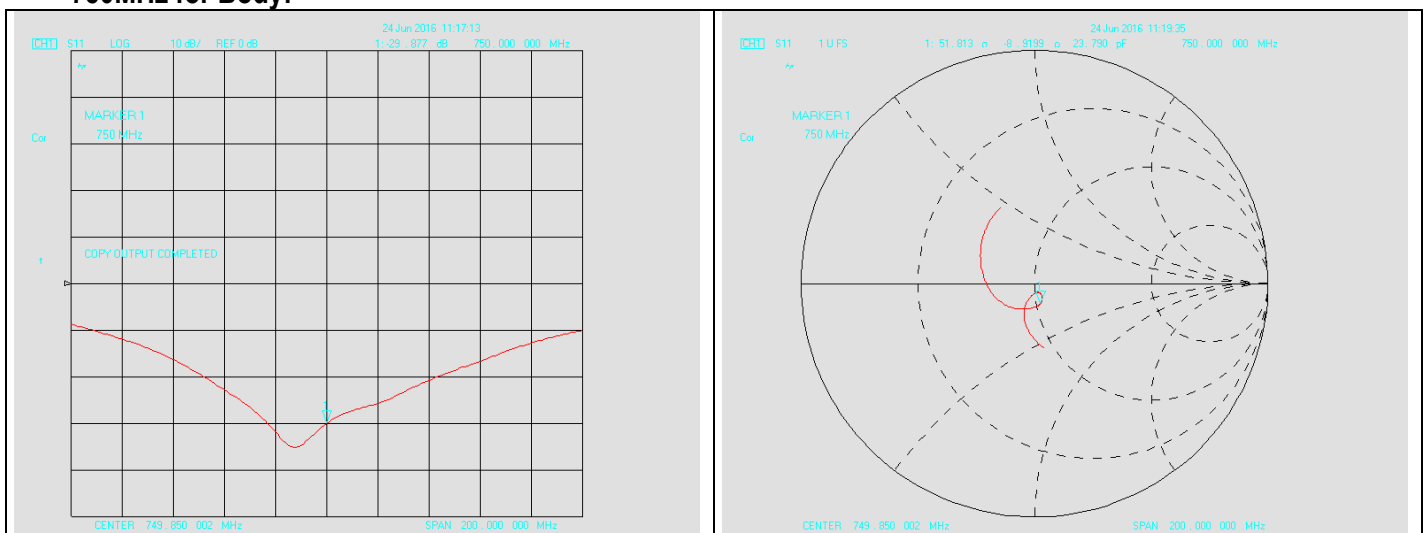 750MHz for Body:
24 Jun 2016 11:17:13
CH1 S11 LOG 10 dB/ REF 0 dB 1:-29 . 877 dB 750 . 000 000 MHz
MARKER 1
Cor 750 MHz
COPY OUTPUT COMPLETED
1
CENTER 749 . 850 002 MHz SPAN 200 . 000 000 MHz
24 Jun 2016 11:19:35
CH1 S11 1 U FS 1: 51 . 813 -8 . 9199 23 . 790 pF 750 . 000 000 MHz
MARKER 1
Cor 750 MHz
CENTER 749 . 850 002 MHz SPAN 200 . 000 000 MHz